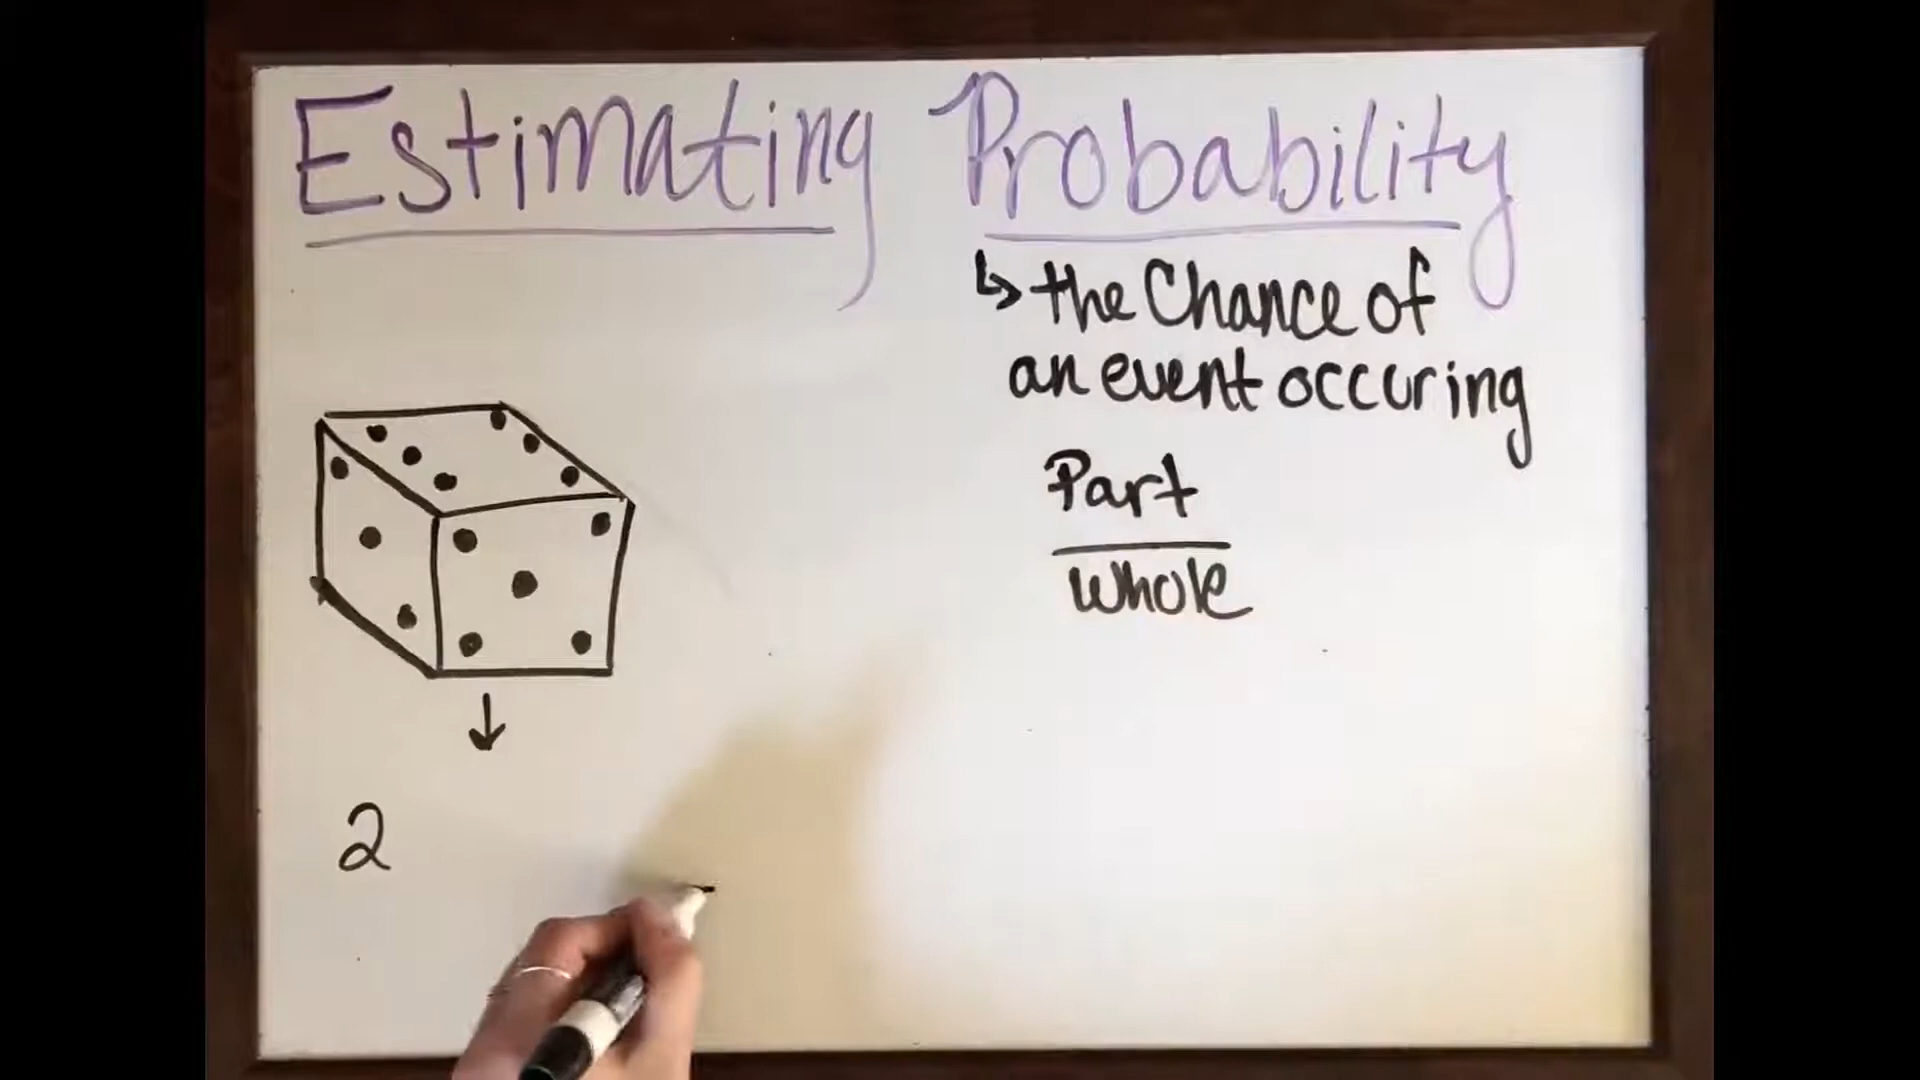 Estimating Probability
↳ the Chance of
an event occuring
Part
Whole
2